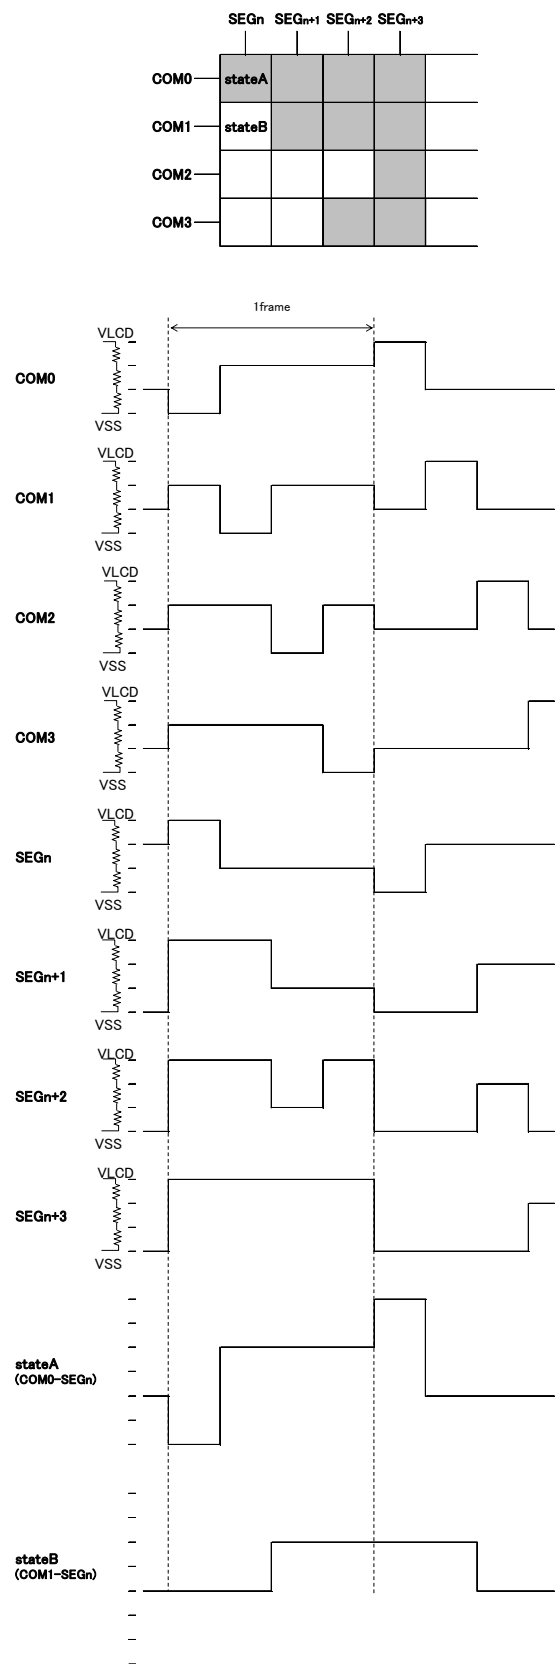 SEGn SEGn+1 SEGn+2 SEGn+3
COM0 stateA
COM1 stateB
COM2
COM3
1frame
VLCD
COM0
VSS
VLCD
COM1
VSS
VLCD
COM2
VSS
VLCD
COM3
VSS
VLCD
SEGn
VSS
VLCD
SEGn+1
VSS
VLCD
SEGn+2
VSS
VLCD
SEGn+3
VSS
stateA
(COM0-SEGn)
stateB
(COM1-SEGn)